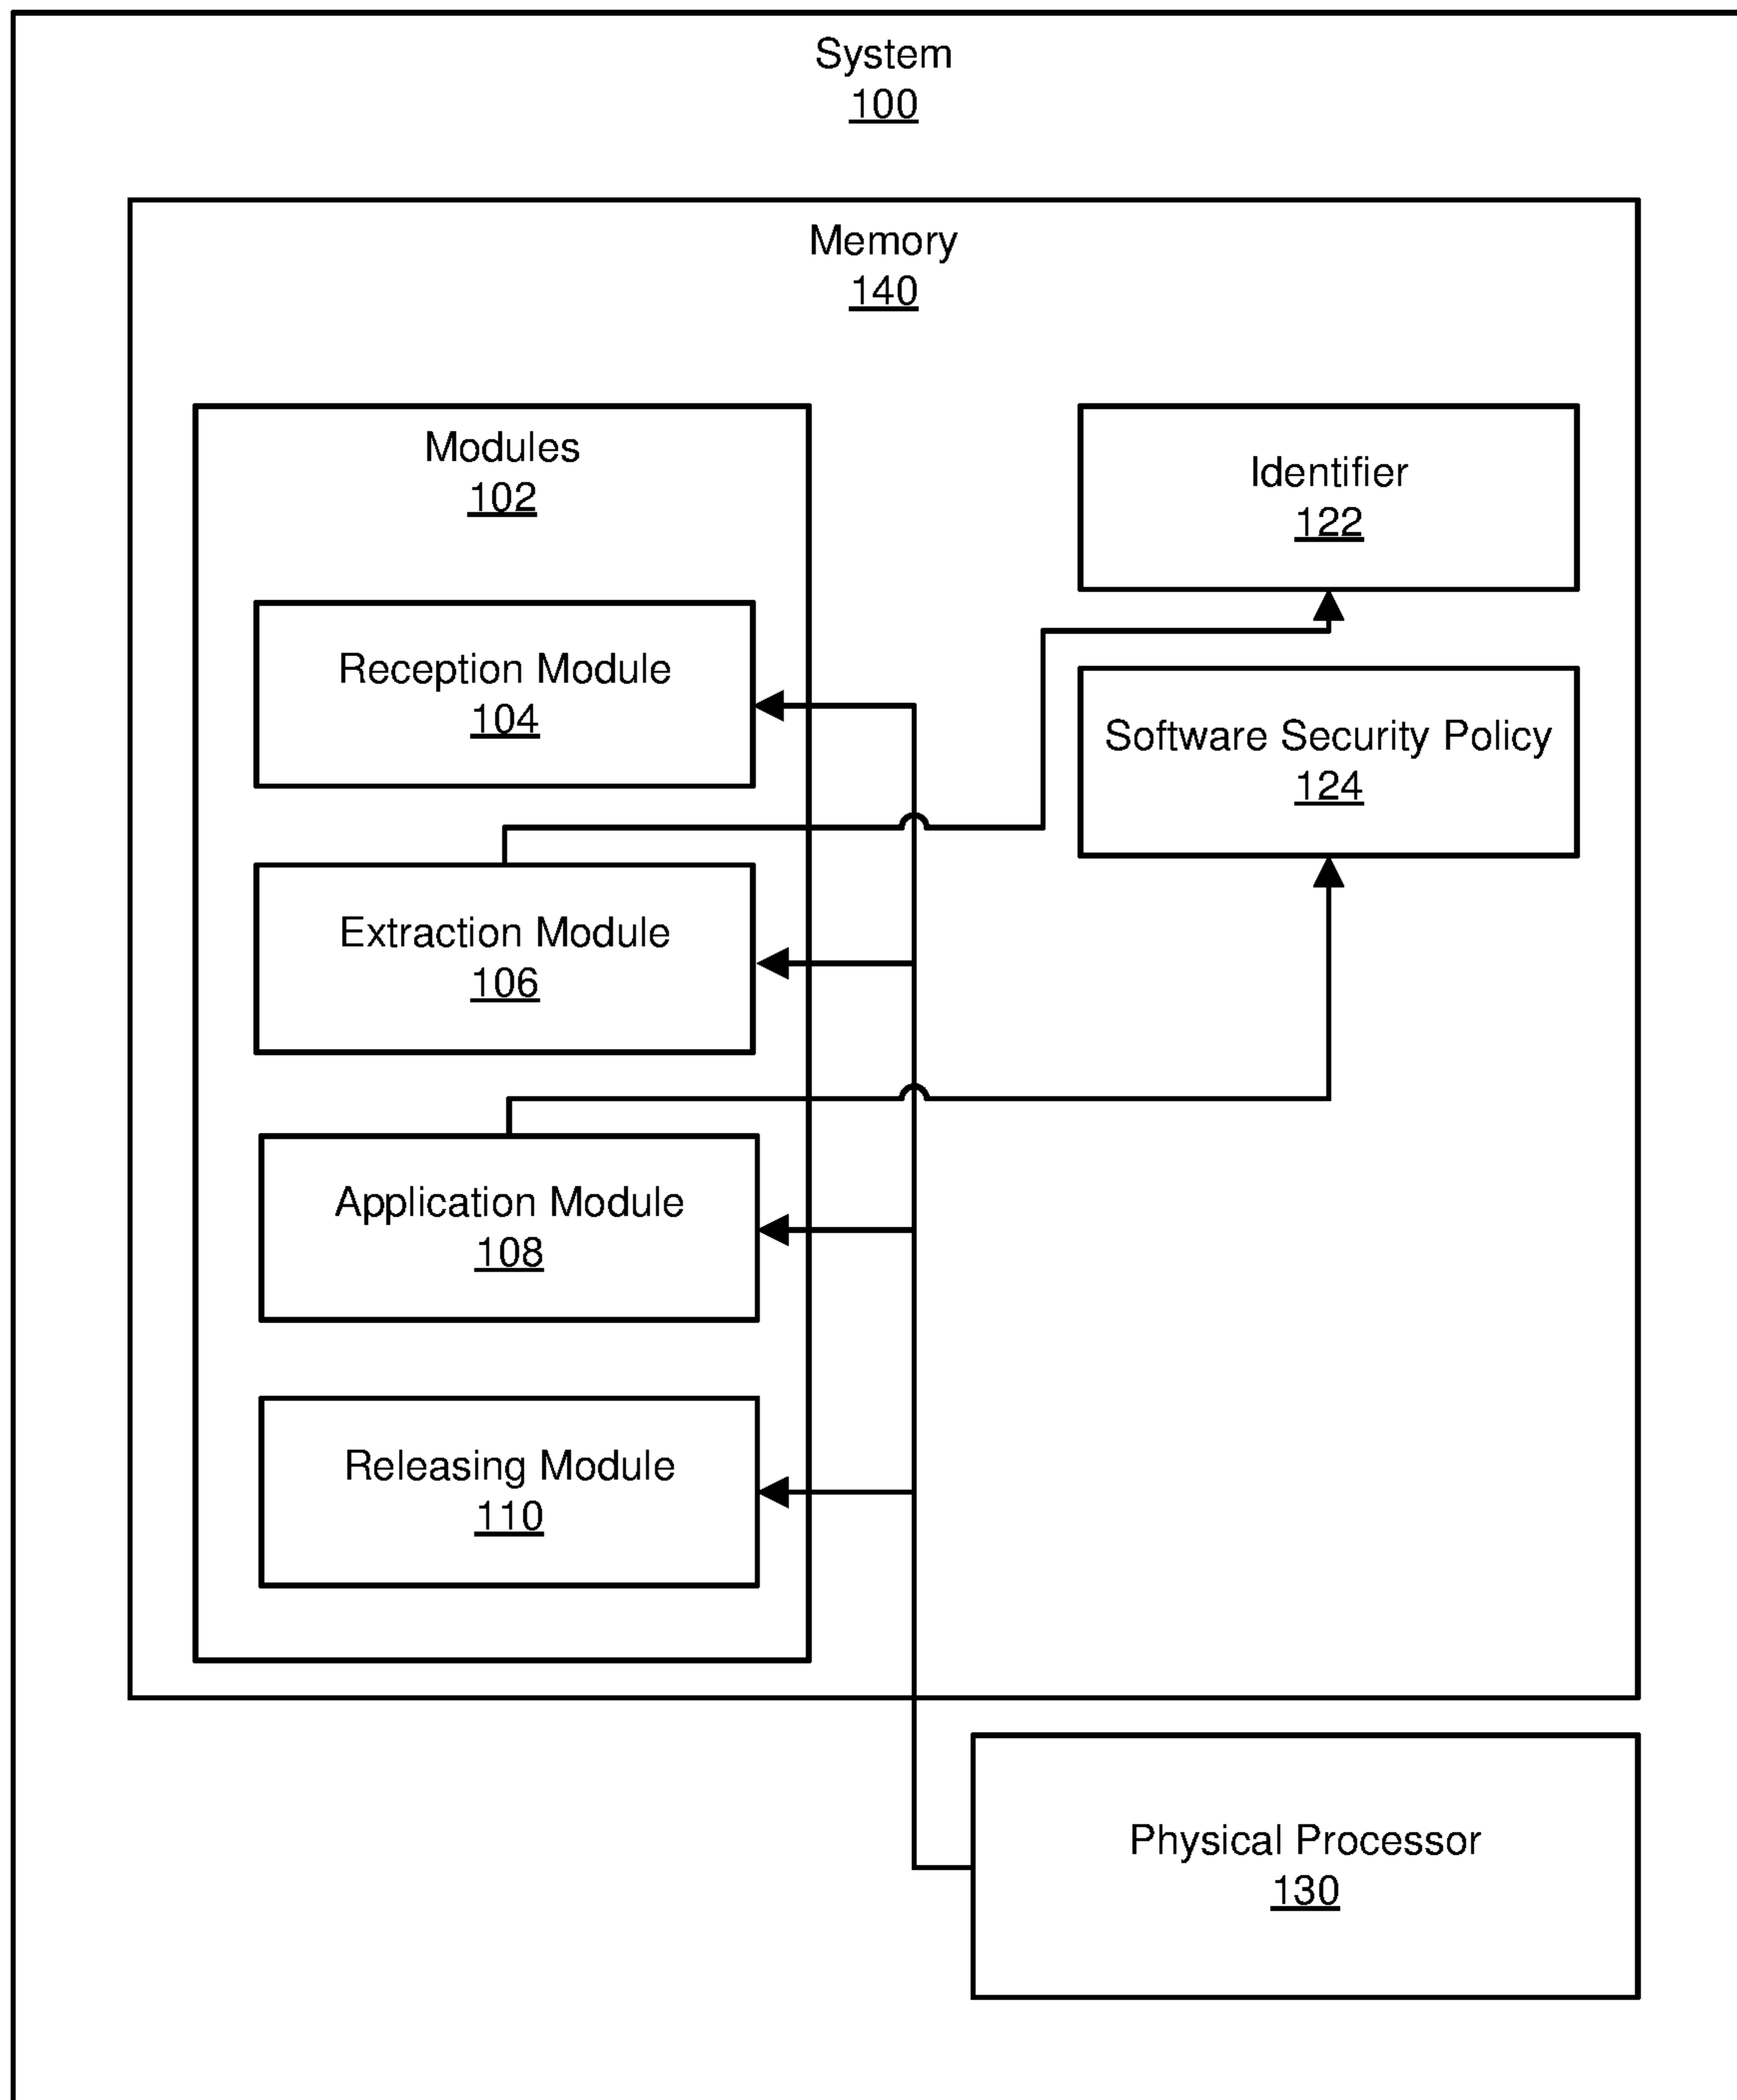 System
100
Memory
140
Modules
102
Identifier
122
Reception Module
104
Software Security Policy
124
Extraction Module
106
Application Module
108
Releasing Module
110
Physical Processor
130